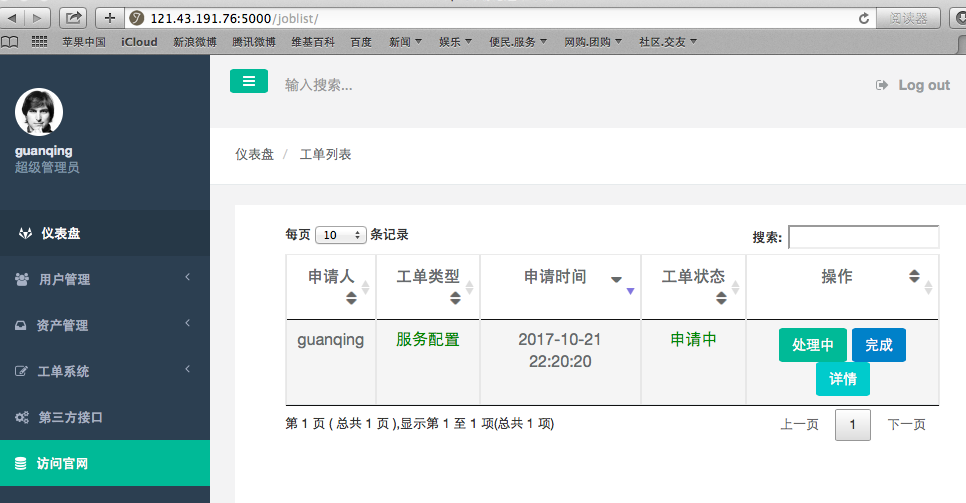 121.43.191.76:5000/joblist/
阅读器
苹果中国 iCloud 新浪微博 腾讯微博 维基百科 百度 新闻 娱乐 便民.服务 网购.团购 社区.交友
guanqing
超级管理员
仪表盘
用户管理
资产管理
工单系统
第三方接口
访问官网
输入搜索...
Log out
仪表盘 / 工单列表
每页 10 条记录
搜索:
申请人 工单类型 申请时间 工单状态 操作
guanqing 服务配置 2017-10-21 申请中 处理中 完成
22:20:20 详情
第 1 页 ( 总共 1 页 ),显示第 1 至 1 项(总共 1 项)
上一页 1 下一页